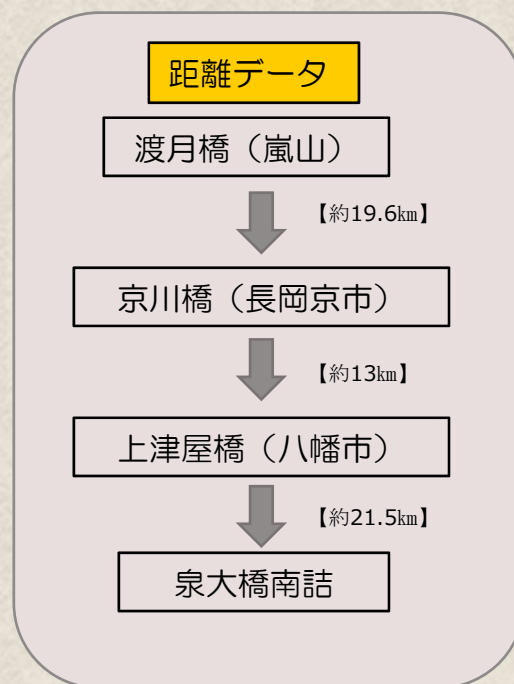 距離データ
渡月橋（嵐山）
【約19.6㎞】
京川橋（長岡京市）
【約13㎞】
上津屋橋（八幡市）
【約21.5㎞】
泉大橋南詰